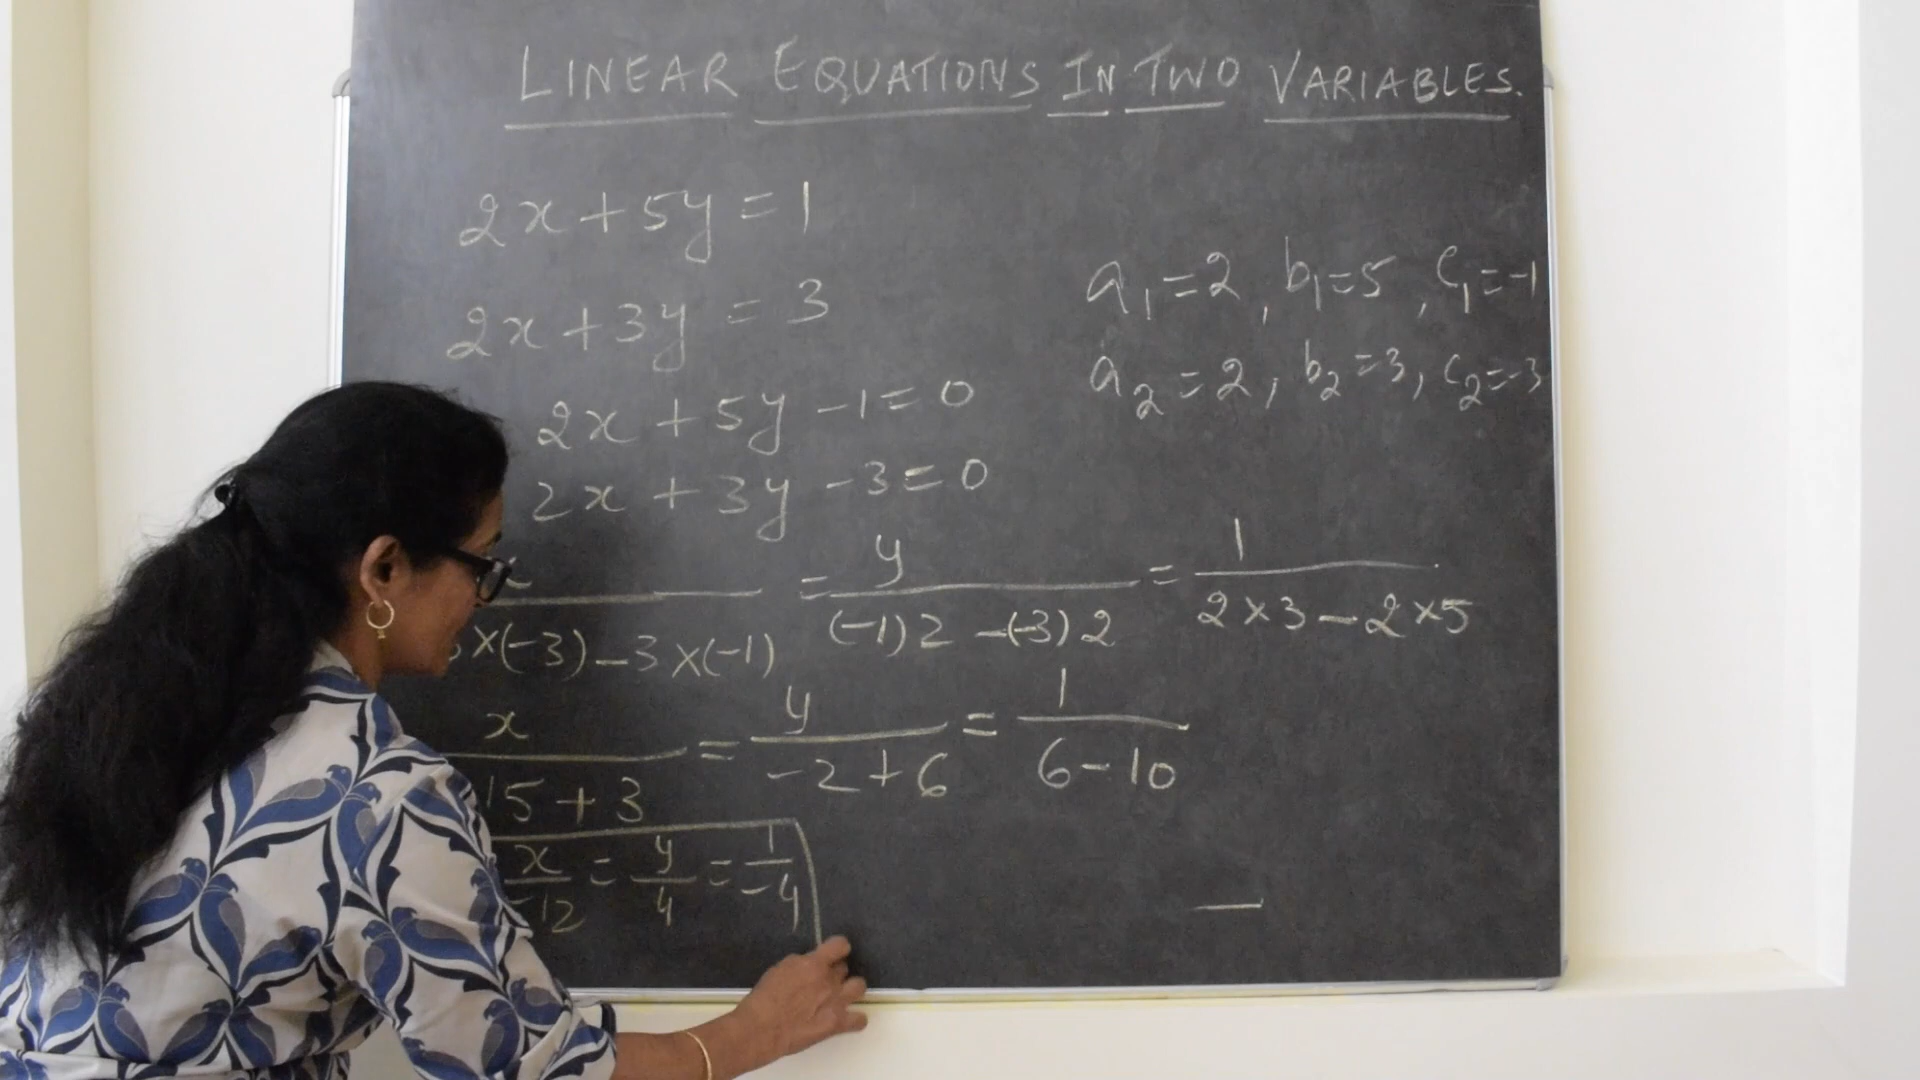 LINEAR EQUATIONS IN TWO VARIABLES.
2x + 5y = 1
2x + 3y = 3
a₁ = 2, b₁ = 5, c₁ = -1
a₂ = 2, b₂ = 3, c₂ = -3
2x + 5y - 1 = 0
2x + 3y - 3 = 0
= y = 1
×(-3) - 3×(-1) (-1)2 - (-3)2 2×3 - 2×5
x = y = 1
15 + 3 -2 + 6 6 - 10
x = y = 1
-12 4 -4